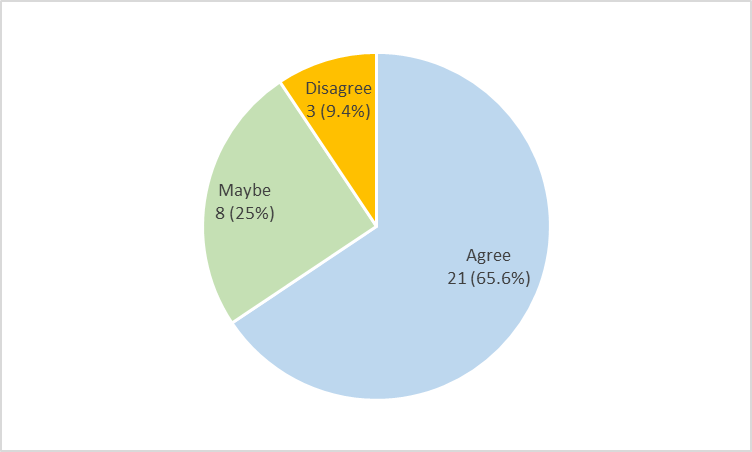 Disagree
3 (9.4%)
Maybe
8 (25%)
Agree
21 (65.6%)